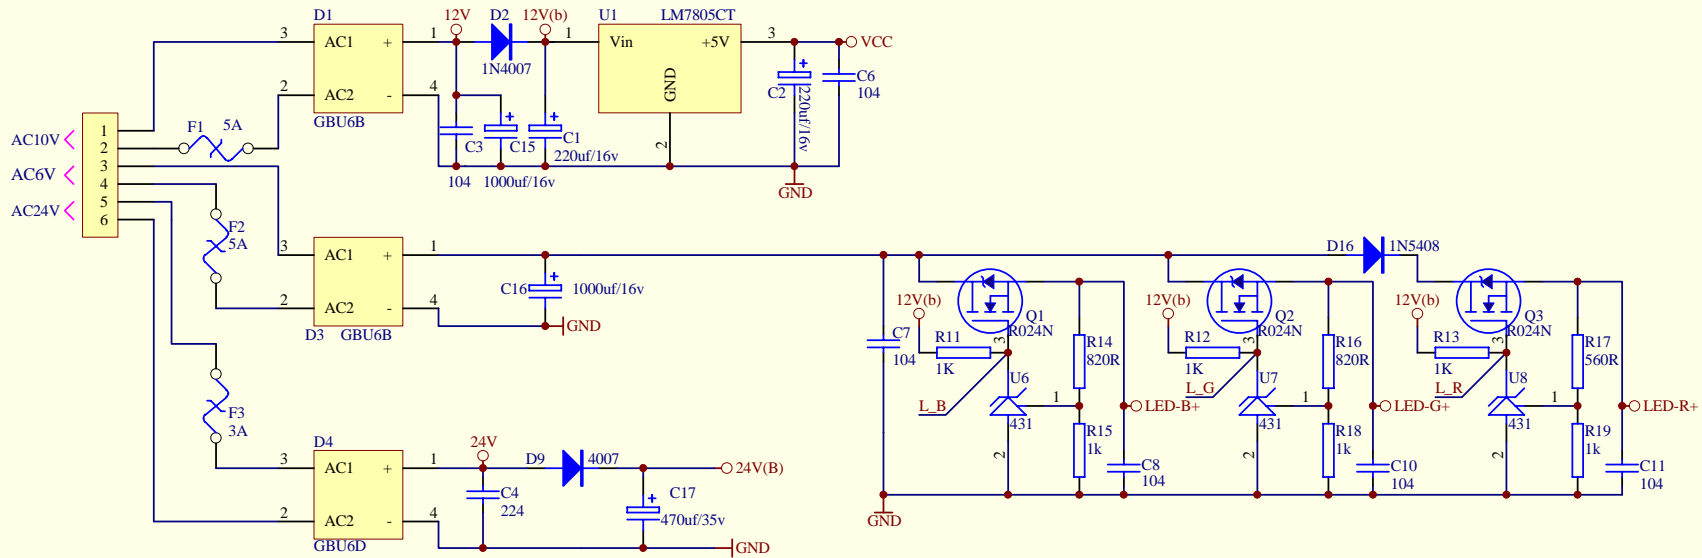 D1
12V
D2
12V(b)
U1
LM7805CT
3
AC1
+
1
1
Vin
+5V
3
VCC
1N4007
C6
104
GND
C2
220uf/16v
2
AC2
-
4
GBU6B
F1
5A
AC10V
1
2
AC6V
3
4
AC24V
5
6
C3
C15
C1
220uf/16v
2
104
1000uf/16v
GND
F2
5A
3
AC1
+
1
D16
1N5408
C16
1000uf/16v
2
AC2
-
4
D3
GBU6B
GND
12V(b)
Q1
R024N
12V(b)
Q2
R024N
12V(b)
Q3
R024N
C7
104
R11
1K
3
R14
820R
R12
1K
3
R16
820R
R13
1K
3
R17
560R
L_B
U6
431
1
LED-B+
L_G
U7
431
1
LED-G+
L_R
U8
431
1
LED-R+
2
R15
1k
2
R18
1k
2
R19
1k
C8
104
C10
104
C11
104
GND
F3
3A
D4
24V
3
AC1
+
1
D9
4007
24V(B)
C4
224
C17
470uf/35v
2
AC2
-
4
GBU6D
GND